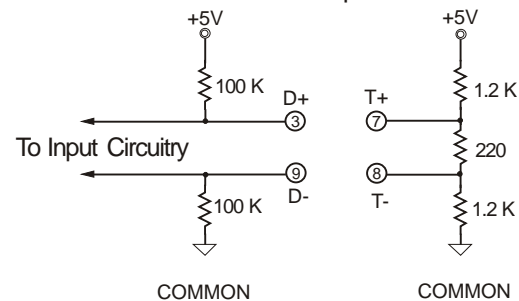 +5V +5V
100 K 1.2 K
D+ T+
3 7
To Input Circuitry 220
9 8
D- T-
100 K 1.2 K
COMMON COMMON